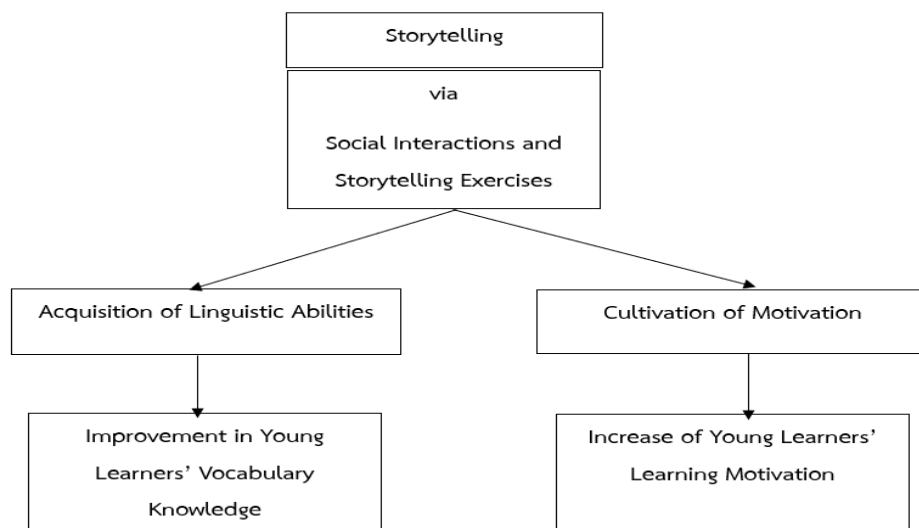 Storytelling
via
Social Interactions and
Storytelling Exercises
Acquisition of Linguistic Abilities
Cultivation of Motivation
Improvement in Young
Learners’ Vocabulary
Knowledge
Increase of Young Learners’
Learning Motivation